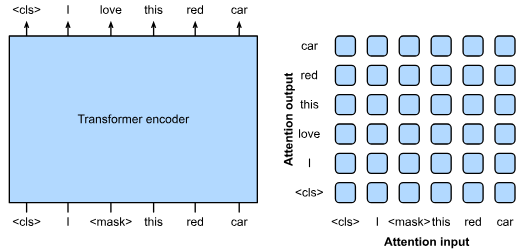 <cls> I love this red car
Transformer encoder
<cls> I <mask> this red car
Attention output
car
red
this
love
I
<cls>
<cls> I <mask> this red car
Attention input